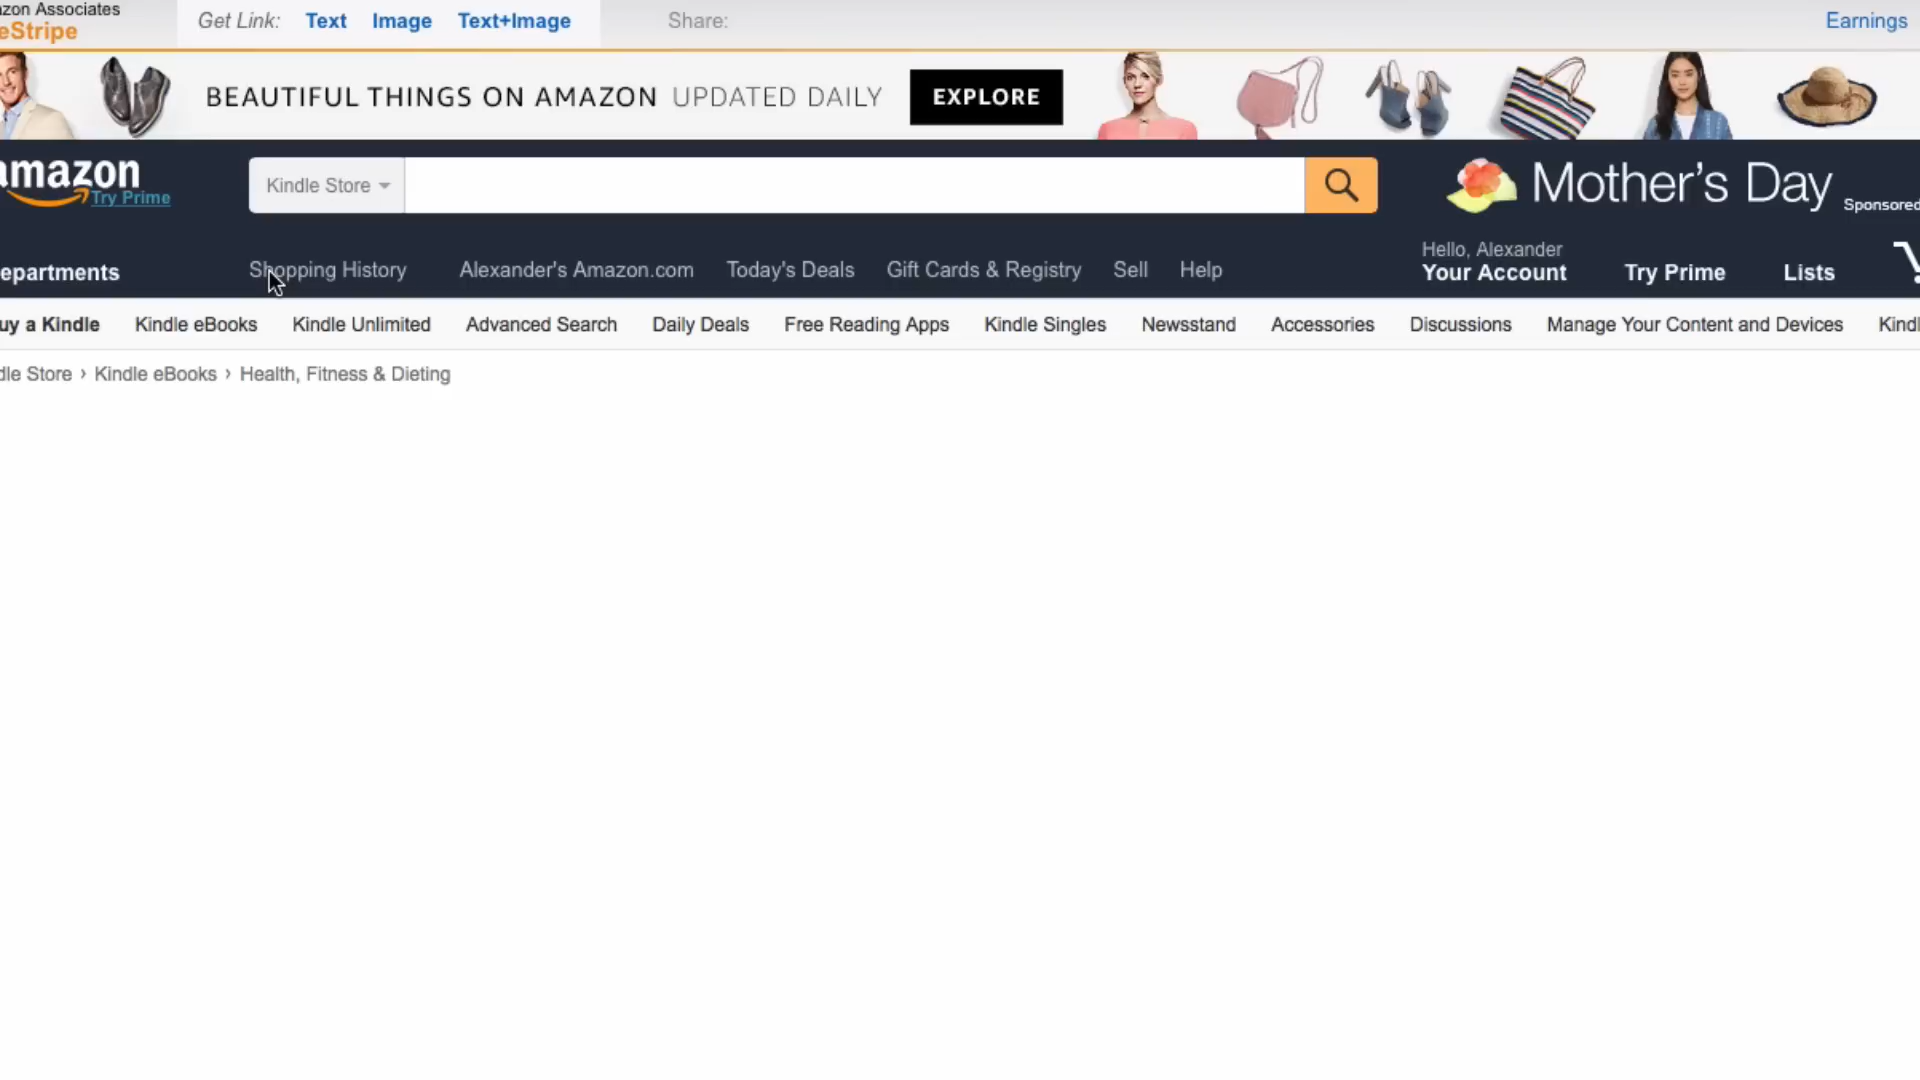 zon Associates
eStripe
Get Link: Text Image Text+Image Share: Earnings
BEAUTIFUL THINGS ON AMAZON UPDATED DAILY EXPLORE
amazon
Try Prime
Kindle Store
Mother's Day Sponsored
epartments
Shopping History Alexander's Amazon.com Today's Deals Gift Cards & Registry Sell Help
Hello, Alexander
Your Account Try Prime Lists
uy a Kindle Kindle eBooks Kindle Unlimited Advanced Search Daily Deals Free Reading Apps Kindle Singles Newsstand Accessories Discussions Manage Your Content and Devices Kindl
dle Store › Kindle eBooks › Health, Fitness & Dieting